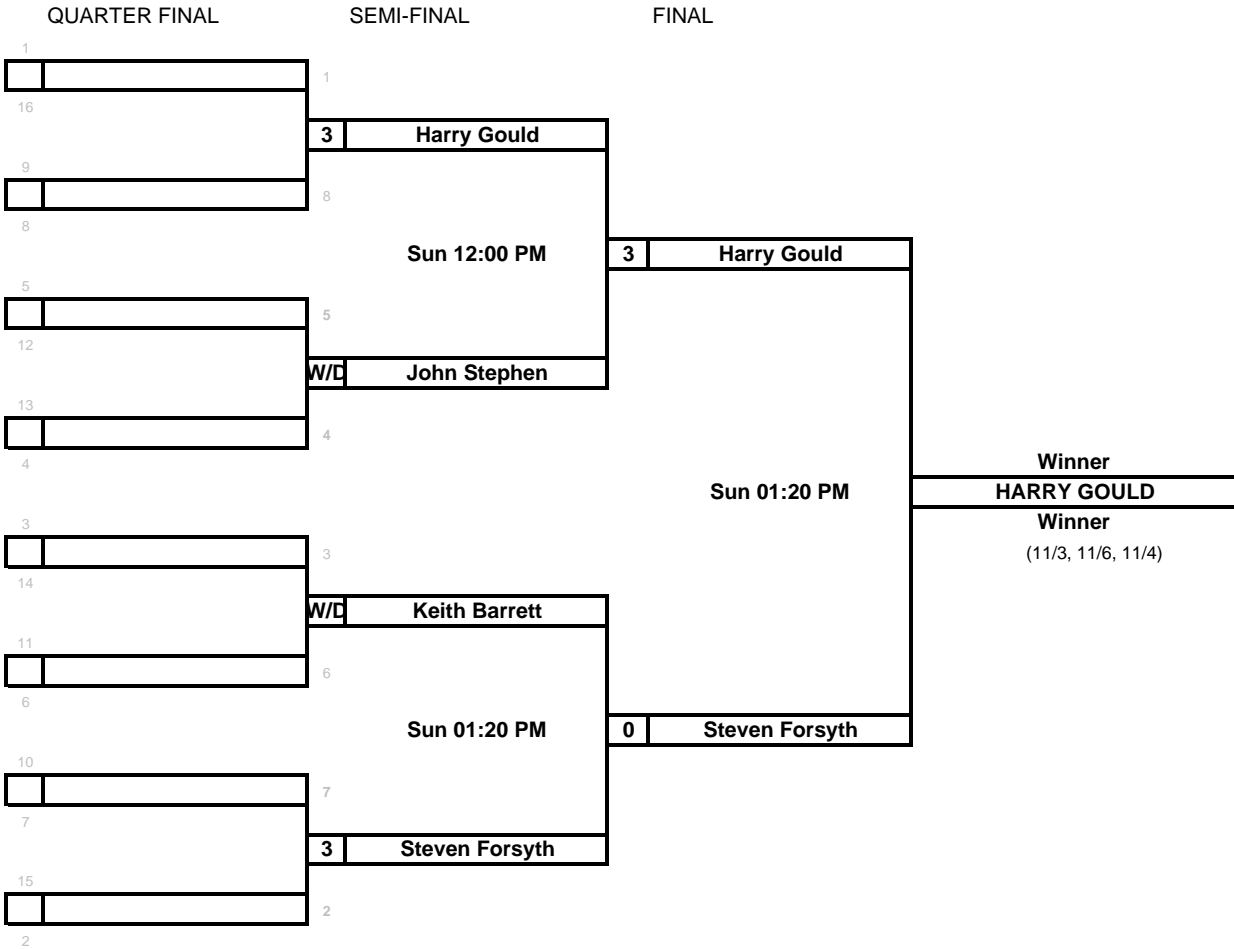 QUARTER FINAL SEMI-FINAL FINAL
1
1
16
3 Harry Gould
9
8
8
Sun 12:00 PM 3 Harry Gould
5
5
12
W/D John Stephen
13
4
4
Winner
Sun 01:20 PM HARRY GOULD
3 Winner
3 (11/3, 11/6, 11/4)
14
W/D Keith Barrett
11
6
6
Sun 01:20 PM 0 Steven Forsyth
10
7
7
3 Steven Forsyth
15
2
2